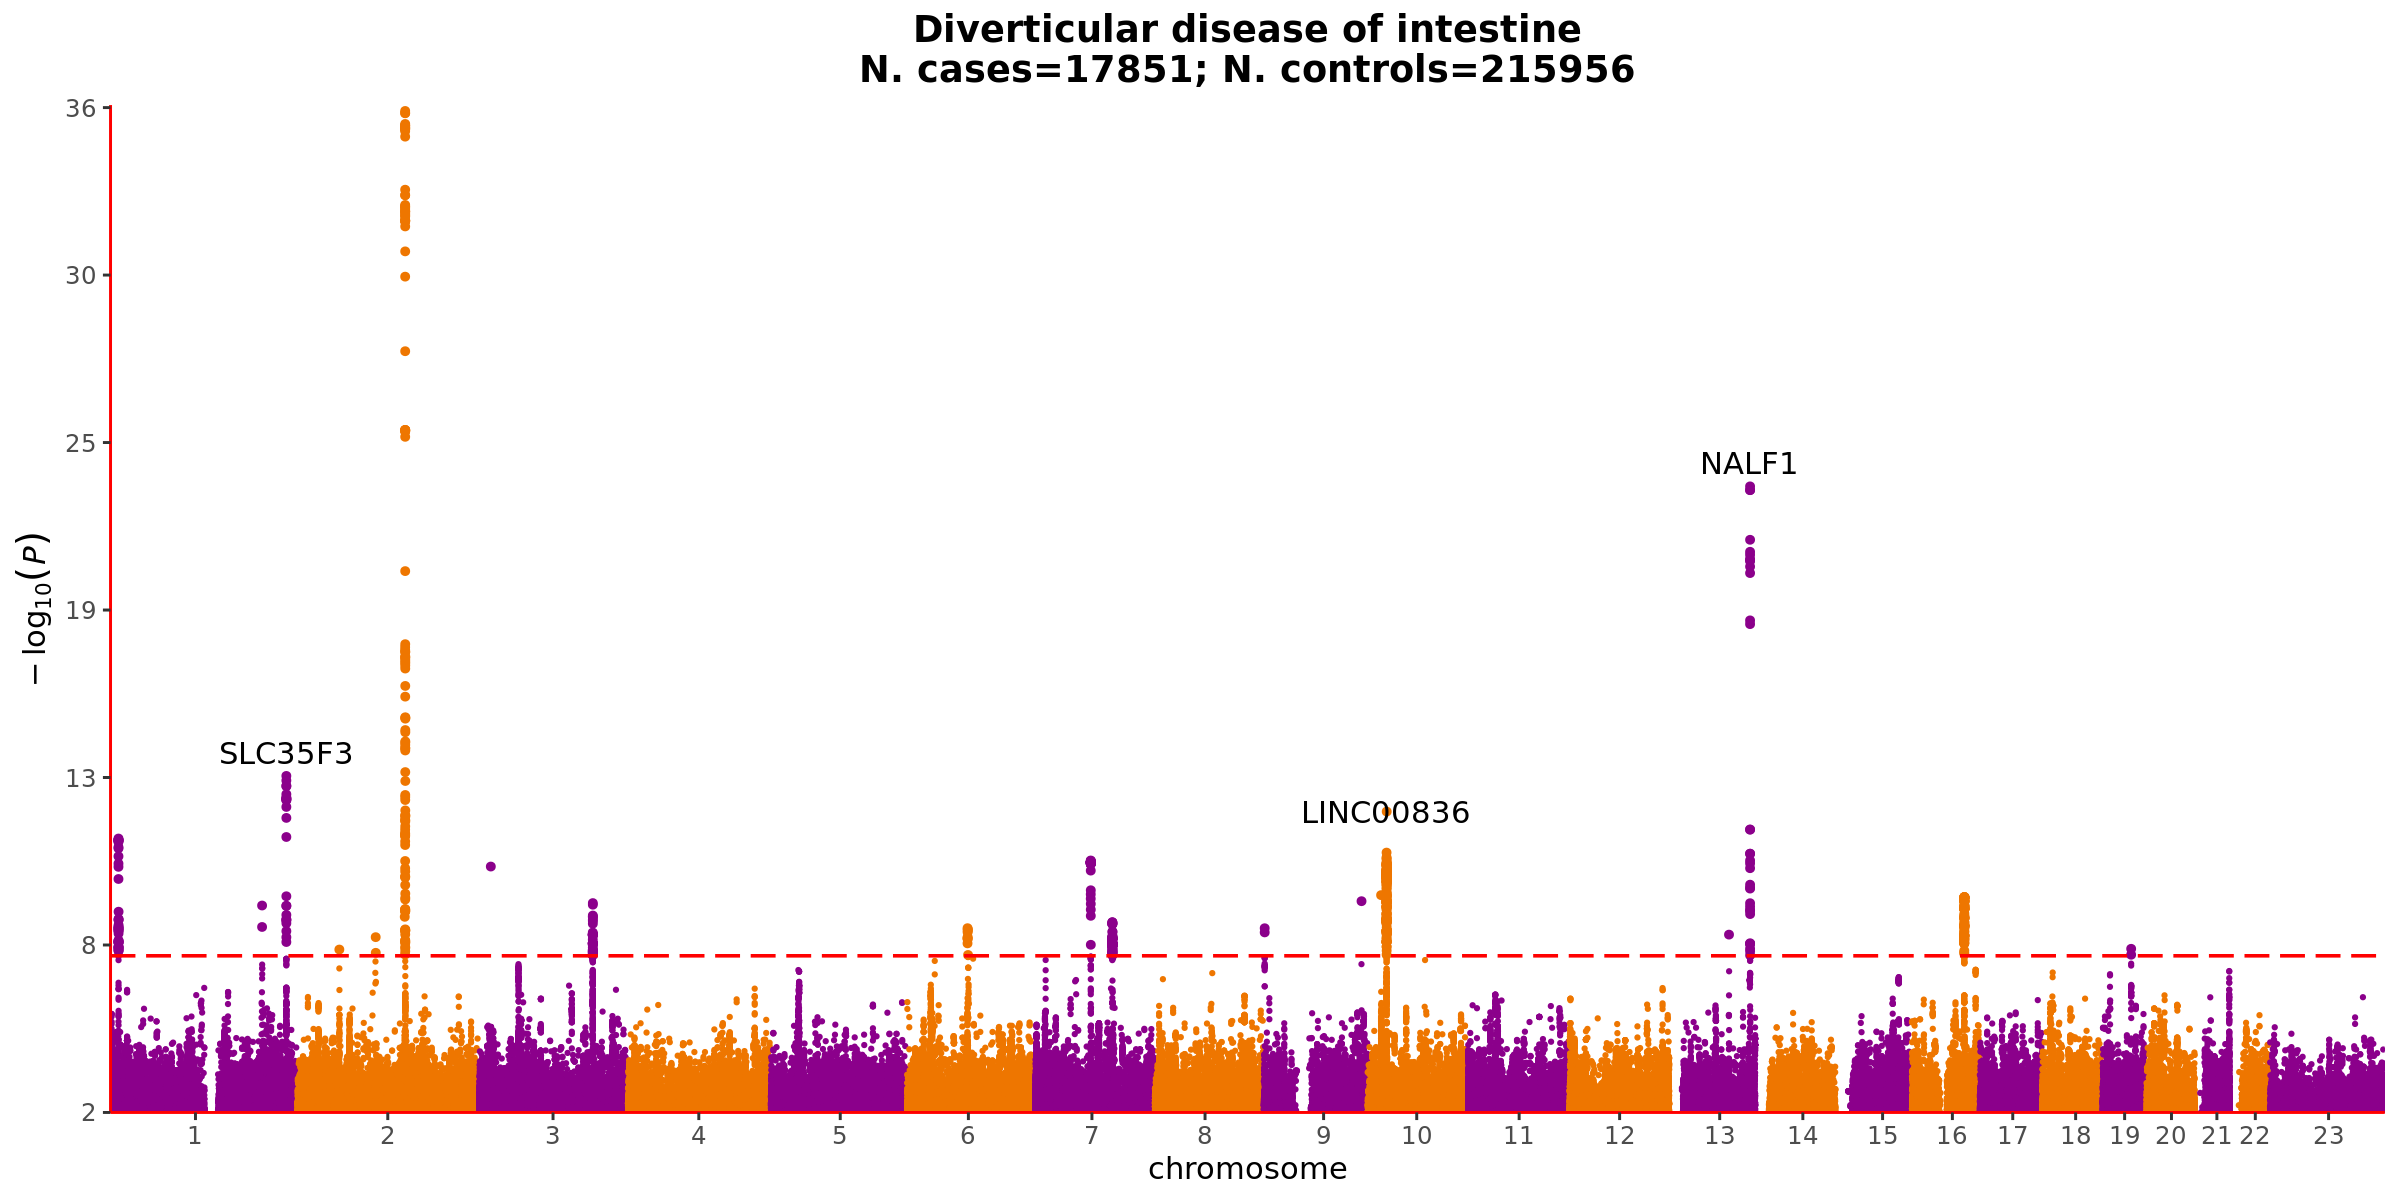 Diverticular disease of intestine
N. cases=17851; N. controls=215956
36
30
25
19
13
8
2
−log10(P)
SLC35F3
LINC00836
NALF1
1 2 3 4 5 6 7 8 9 10 11 12 13 14 15 16 17 18 19 20 21 22 23
chromosome